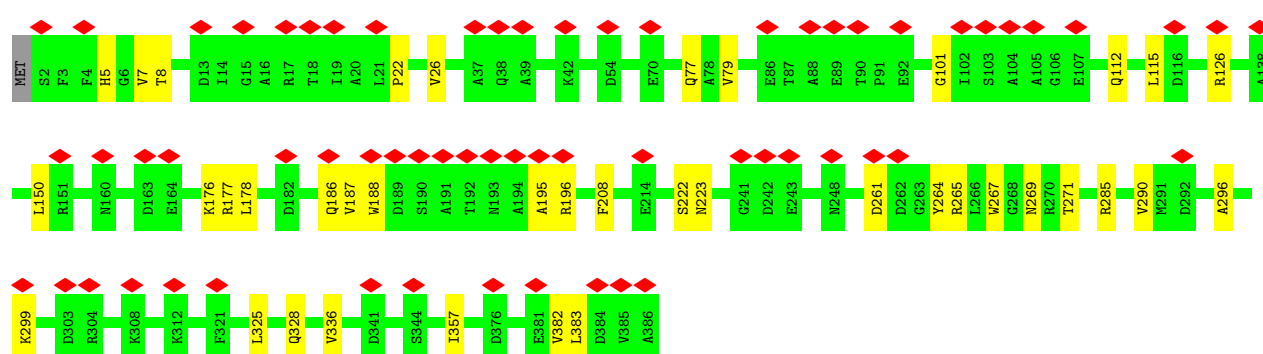 MET S2 F3 F4 H5 G6 V7 T8 D13 I14 G15 A16 R17 T18 I19 A20 L21 P22 V26 A37 Q38 A39 K42 D54 E70 Q77 A78 V79 E86 T87 A88 E89 T90 P91 E92 G101 I102 S103 A104 A105 G106 E107 Q112 L115 D116 R126 A138
L150 R151 N160 D163 E164 K176 R177 L178 D182 Q186 V187 W188 D189 S190 A191 T192 N193 A194 A195 R196 F208 E214 S222 N223 G241 D242 E243 N248 D261 D262 G263 Y264 R265 L266 W267 G268 N269 R270 T271 R285 V290 M291 D292 A296
K299 D303 R304 K308 K312 F321 L325 Q328 V336 D341 S344 I357 D376 E381 V382 L383 D384 V385 A386